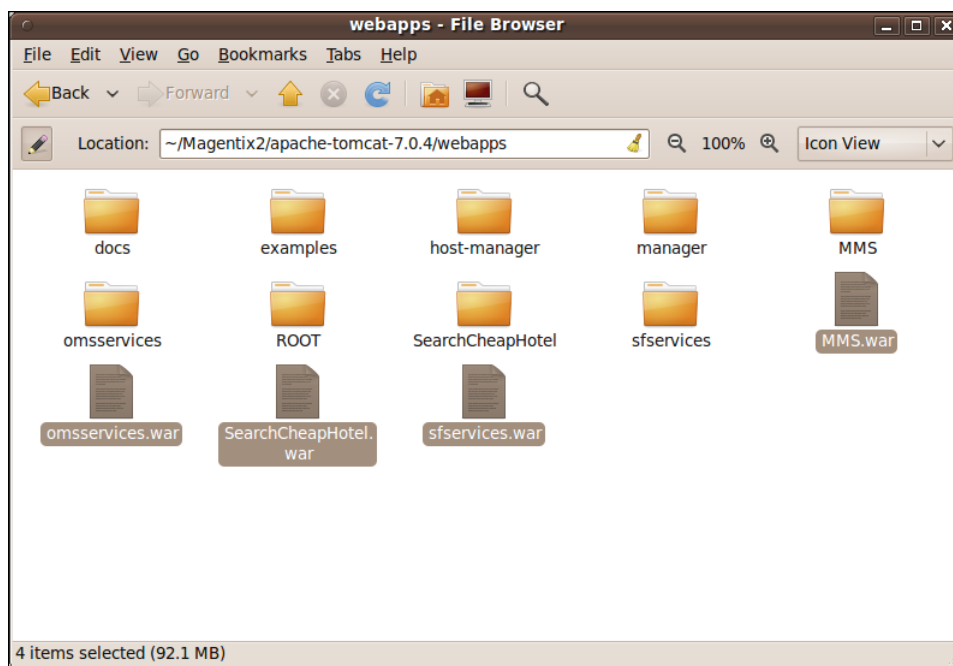 webapps - File Browser
File Edit View Go Bookmarks Tabs Help
Back Forward
Location: ~/Magentix2/apache-tomcat-7.0.4/webapps 100% Icon View
docs examples host-manager manager MMS
omsservices ROOT SearchCheapHotel sfservices MMS.war
omsservices.war SearchCheapHotel. sfservices.war
war
4 items selected (92.1 MB)